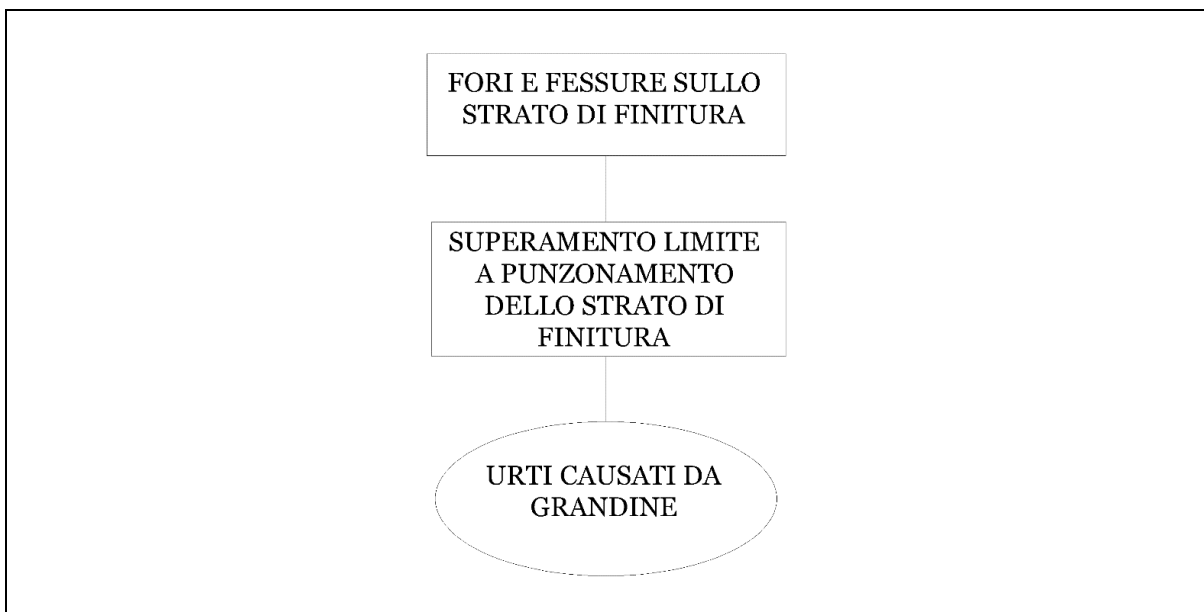 FORI E FESSURE SULLO
STRATO DI FINITURA
SUPERAMENTO LIMITE
A PUNZONAMENTO
DELLO STRATO DI
FINITURA
URTI CAUSATI DA
GRANDINE